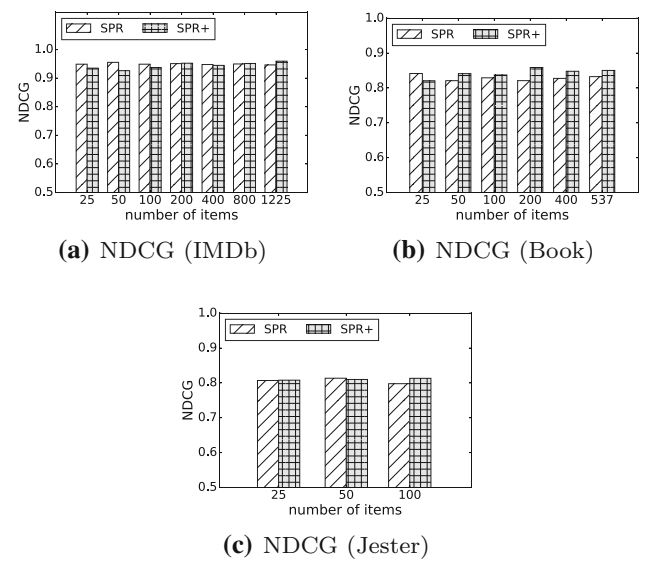 SPR SPR+
1.0
0.9
0.8
0.7
0.6
0.5
NDCG
25 50 100 200 400 800 1225
number of items
(a) NDCG (IMDb)
SPR SPR+
1.0
0.9
0.8
0.7
0.6
0.5
NDCG
25 50 100 200 400 537
number of items
(b) NDCG (Book)
SPR SPR+
1.0
0.9
0.8
0.7
0.6
0.5
NDCG
25 50 100
number of items
(c) NDCG (Jester)